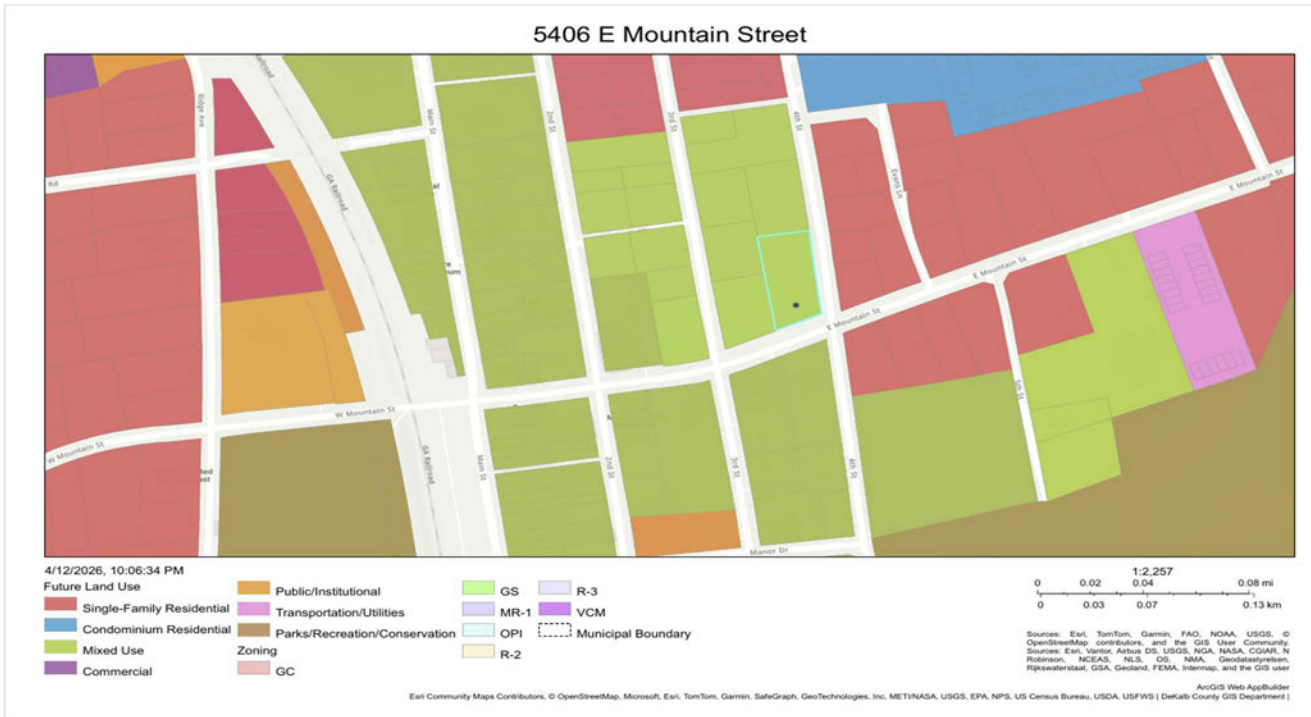 5406 E Mountain Street
Railroad
Ridge Ave
Main St
2nd St
3rd St
4th St
Evans Ln
E Mountain St
Rd
GA Railroad
al
re
rum
E Mountain St
E Mountain St
5th St
W Mountain St
W Mountain St
GA Railroad
Main St
2nd St
3rd St
4th St
Manor Dr
4/12/2026, 10:06:34 PM
Future Land Use
Single-Family Residential
Condominium Residential
Mixed Use
Commercial
Public/Institutional
Transportation/Utilities
Parks/Recreation/Conservation
Zoning
GC
GS
MR-1
OPI
R-2
R-3
VCM
Municipal Boundary
1:2,257
0 0.02 0.04 0.08 mi
0 0.03 0.07 0.13 km
Sources: Esri, TomTom, Garmin, FAO, NOAA, USGS, ©
OpenStreetMap contributors, and the GIS User Community,
Sources: Esri, Vantor, Airbus DS, USGS, NGA, NASA, CGIAR, N
Robinson, NCEAS, NLS, OS, NMA, Geodatastyrelsen,
Rijkswaterstaat, GSA, Geoland, FEMA, Intermap, and the GIS user
ArcGIS Web AppBuilder
Esri Community Maps Contributors, © OpenStreetMap, Microsoft, Esri, TomTom, Garmin, SafeGraph, GeoTechnologies, Inc, METI/NASA, USGS, EPA, NPS, US Census Bureau, USDA, USFWS | DeKalb County GIS Department |